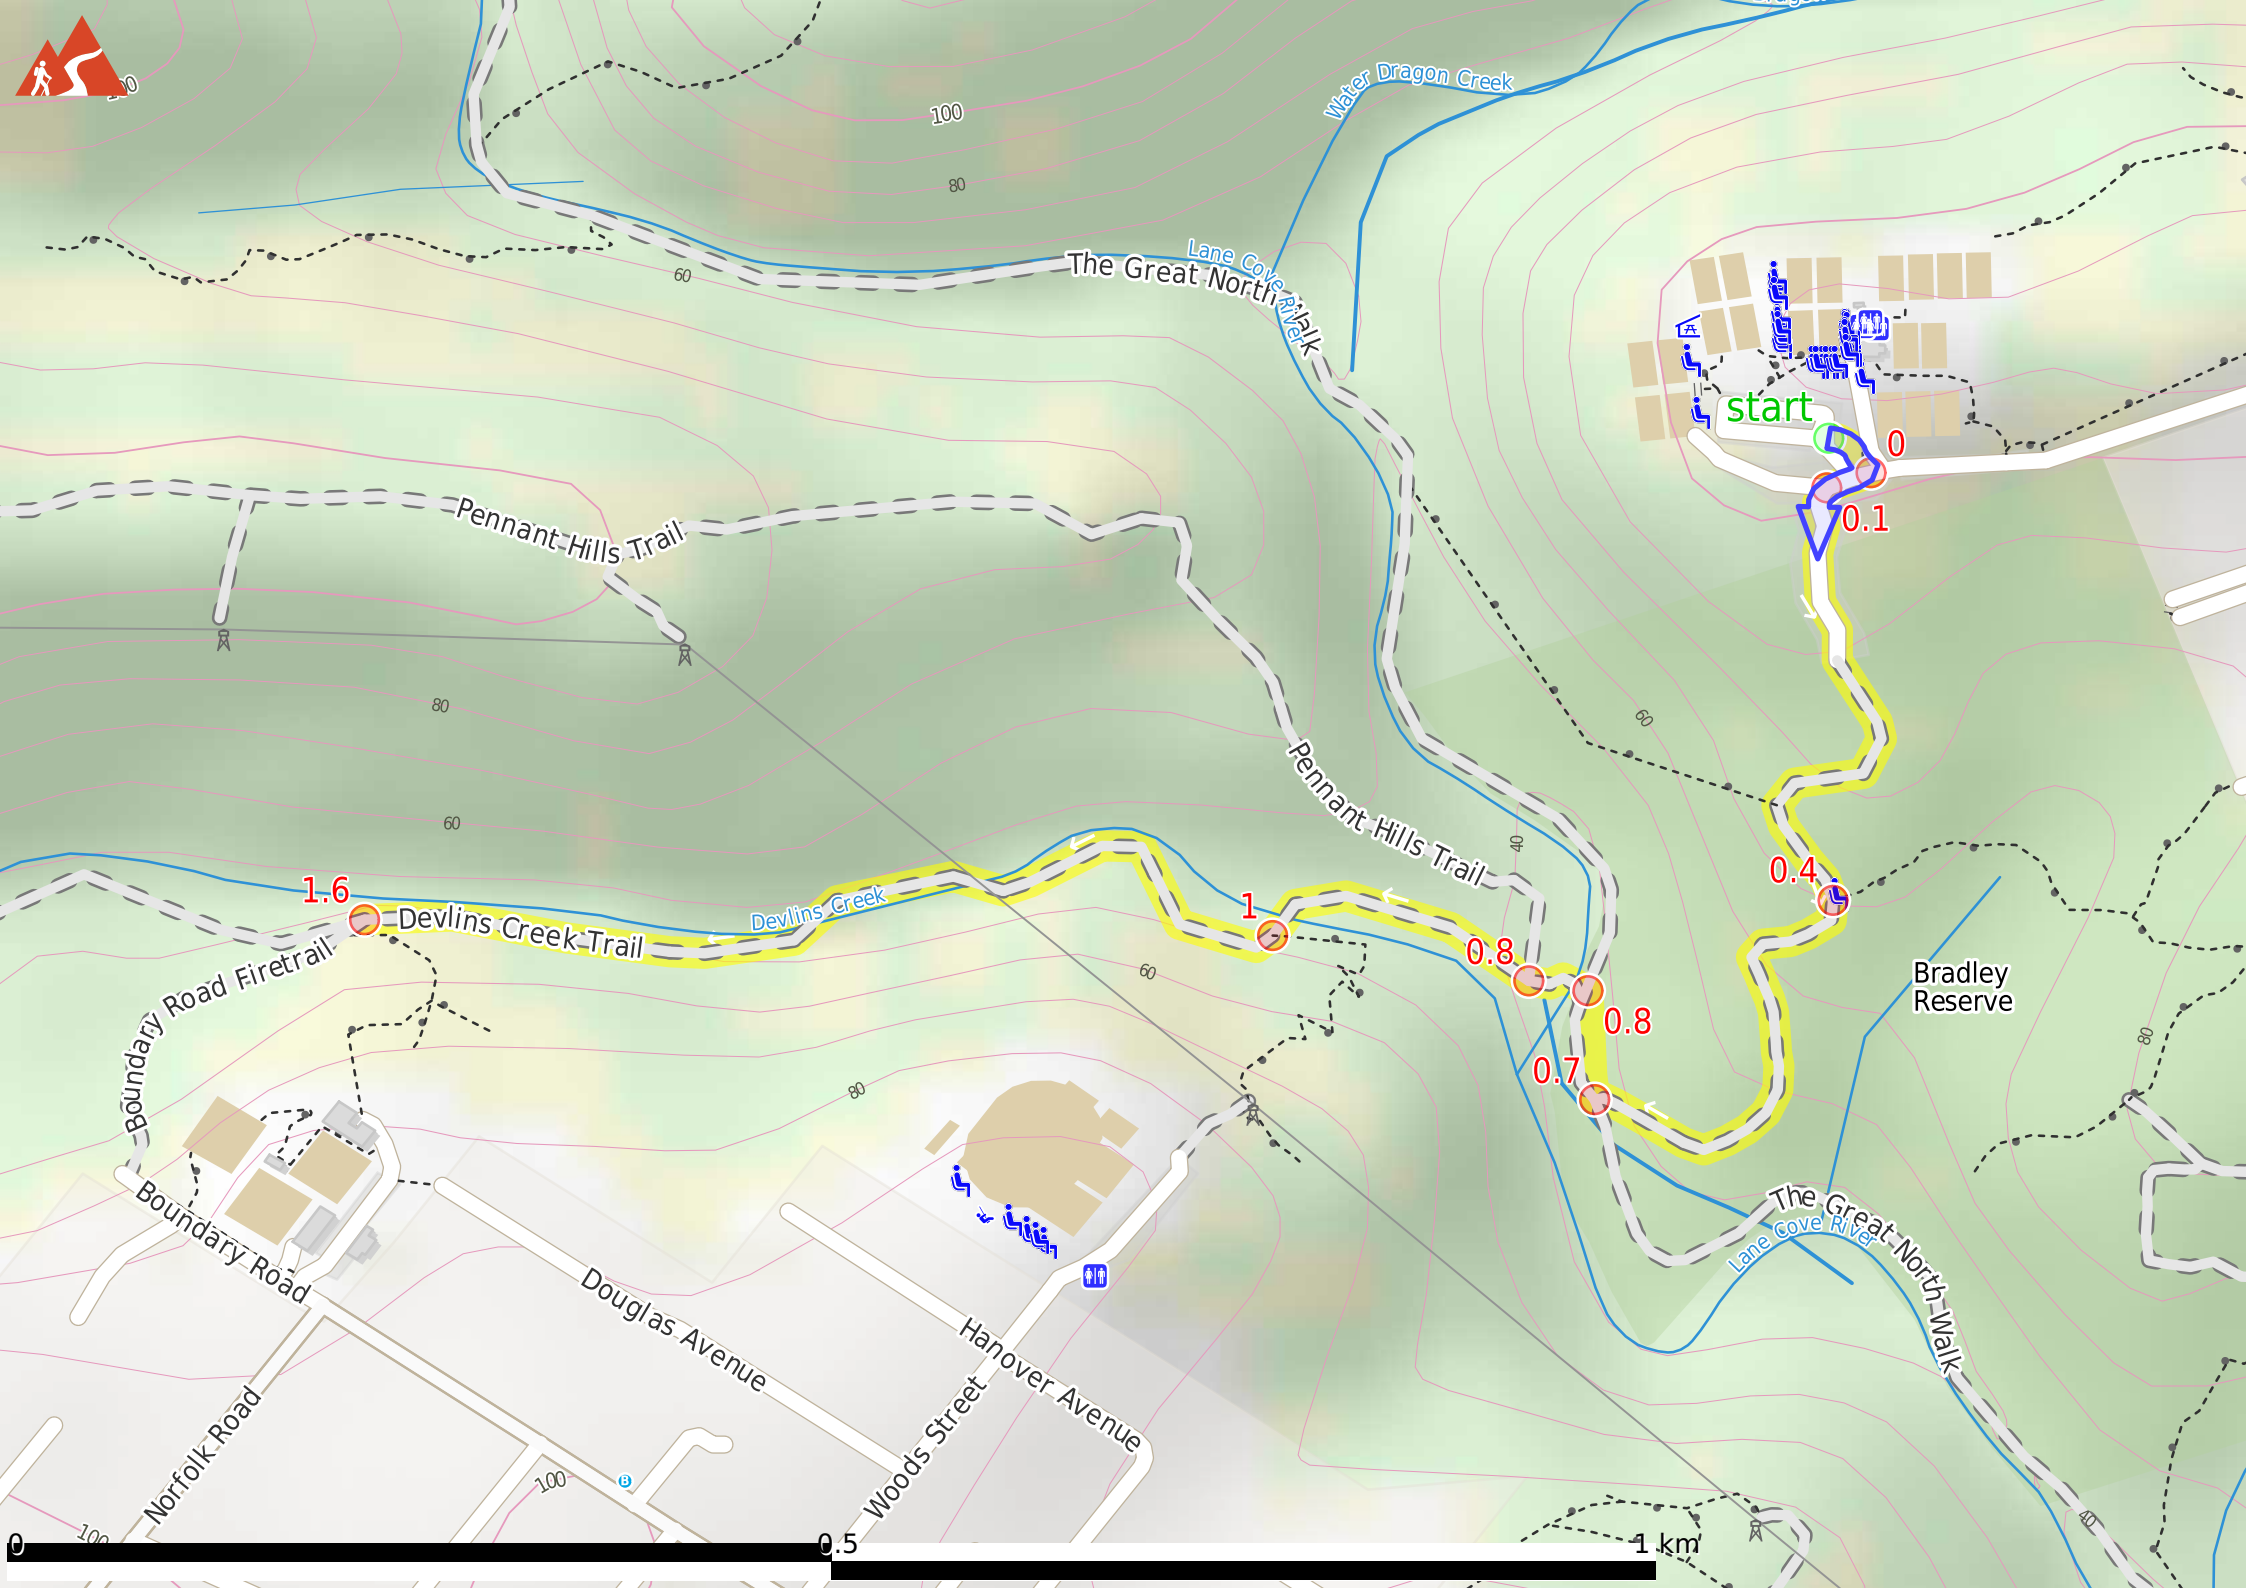 Dragon
100
Water Dragon Creek
100
80
Lane Cove River
The Great North Walk
60
start
0
0.1
Pennant Hills Trail
80
60
60
Pennant Hills Trail
40
0.4
1.6
Devlins Creek Trail
Devlins Creek
1
0.8
0.8
0.7
60
Bradley
Reserve
80
Boundary Road Firetrail
80
The Great North Walk
Lane Cove River
Boundary Road
Douglas Avenue
Hanover Avenue
Woods Street
Norfolk Road
100
B
100
40
0
0.5
1 km